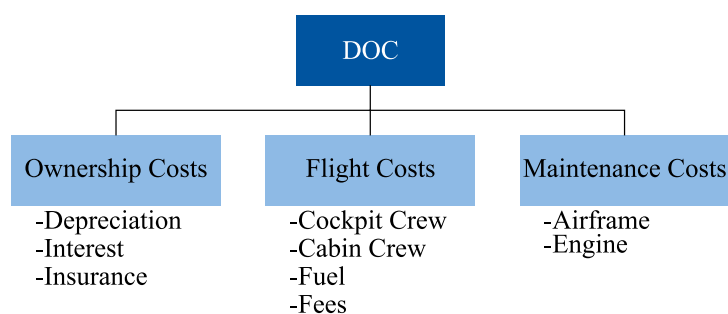 DOC
Ownership Costs
-Depreciation
-Interest
-Insurance
Flight Costs
-Cockpit Crew
-Cabin Crew
-Fuel
-Fees
Maintenance Costs
-Airframe
-Engine